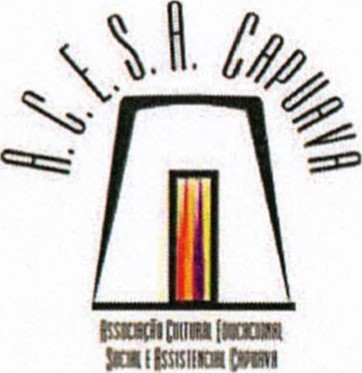 A.C.E.S.A. CAPUAVA
ASSOCIAÇÃO CULTURAL EDUCACIONAL
SOCIAL E ASSISTENCIAL CAPUAVA